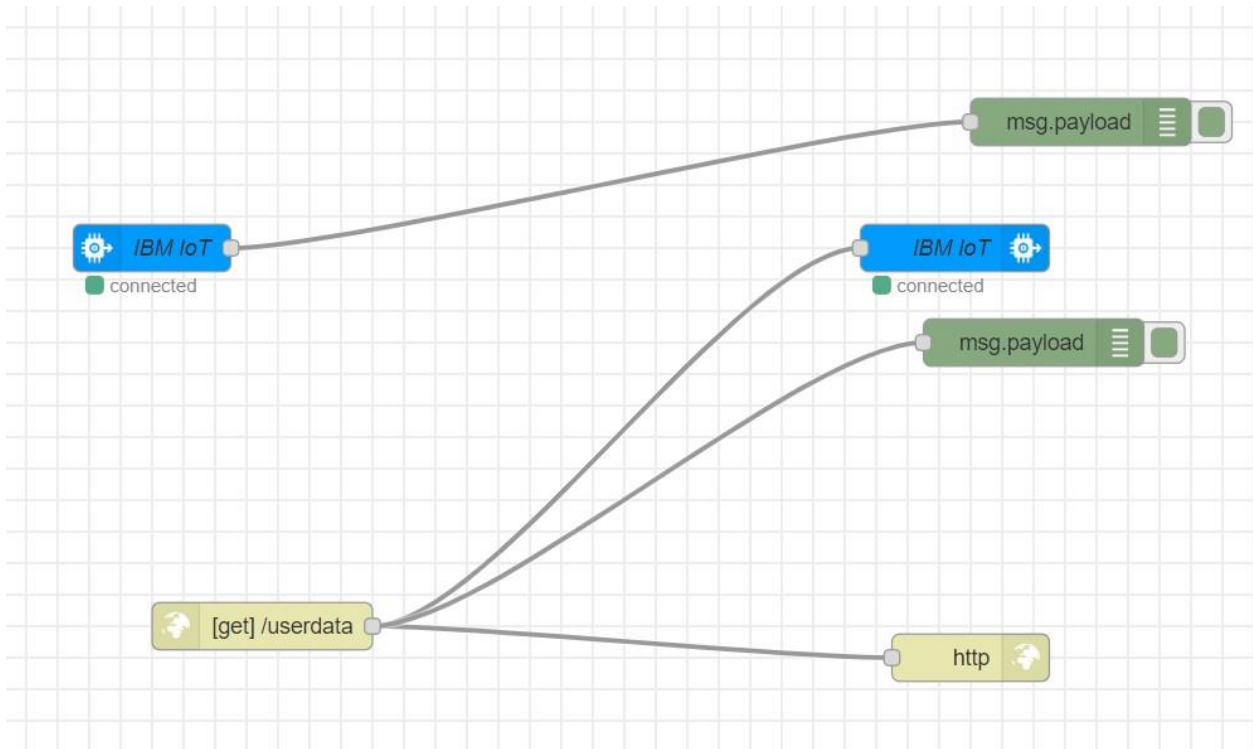 msg.payload
IBM IoT
IBM IoT
connected
connected
msg.payload
[get] /userdata
http